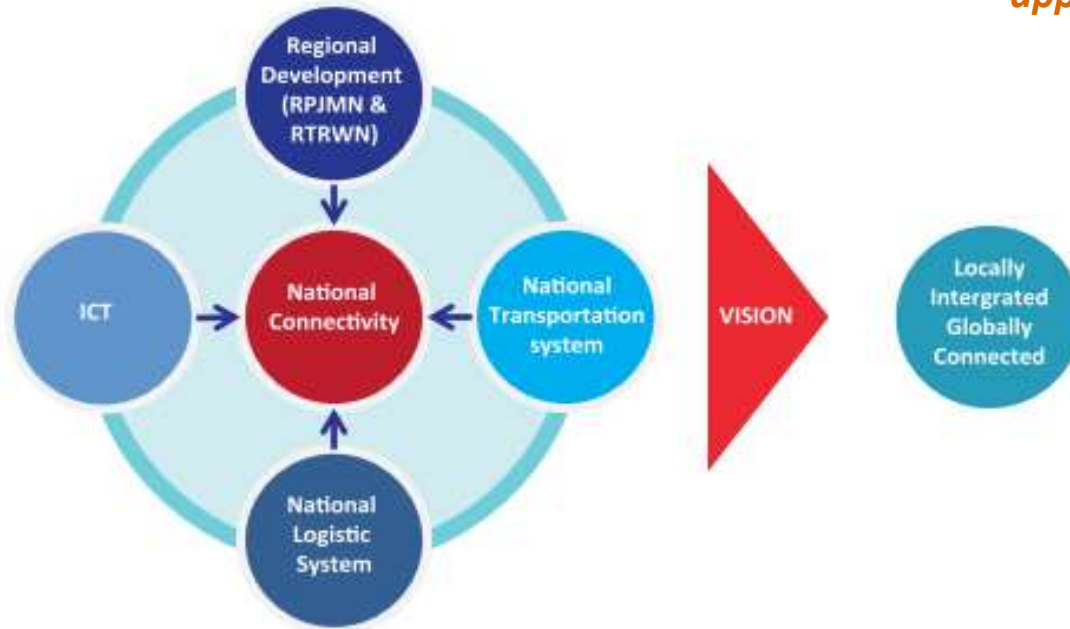 Regional
Development
(RPJMN &
RTRWN)
ICT
National
Connectivity
National
Transportation
system
National
Logistic
System
VISION
Locally
Intergrated
Globally
Connected